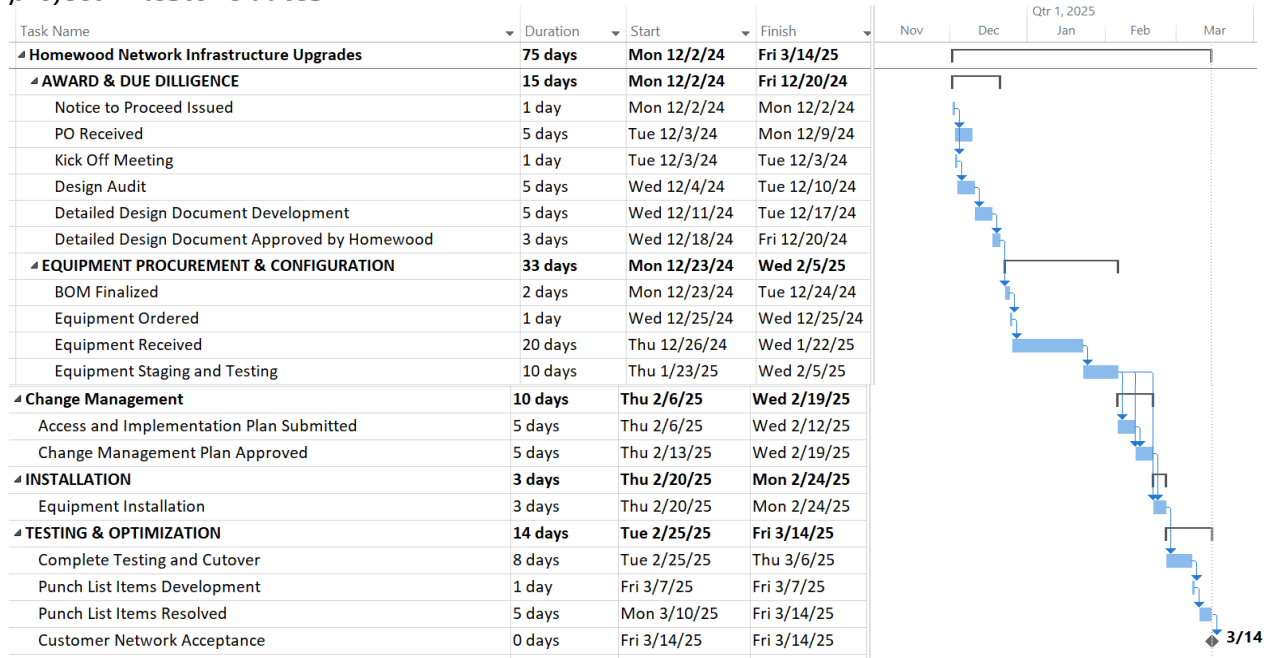 project milestone dates
Qtr 1, 2025
Task Name Duration Start Finish Nov Dec Jan Feb Mar
Homewood Network Infrastructure Upgrades 75 days Mon 12/2/24 Fri 3/14/25
AWARD & DUE DILLIGENCE 15 days Mon 12/2/24 Fri 12/20/24
Notice to Proceed Issued 1 day Mon 12/2/24 Mon 12/2/24
PO Received 5 days Tue 12/3/24 Mon 12/9/24
Kick Off Meeting 1 day Tue 12/3/24 Tue 12/3/24
Design Audit 5 days Wed 12/4/24 Tue 12/10/24
Detailed Design Document Development 5 days Wed 12/11/24 Tue 12/17/24
Detailed Design Document Approved by Homewood 3 days Wed 12/18/24 Fri 12/20/24
EQUIPMENT PROCUREMENT & CONFIGURATION 33 days Mon 12/23/24 Wed 2/5/25
BOM Finalized 2 days Mon 12/23/24 Tue 12/24/24
Equipment Ordered 1 day Wed 12/25/24 Wed 12/25/24
Equipment Received 20 days Thu 12/26/24 Wed 1/22/25
Equipment Staging and Testing 10 days Thu 1/23/25 Wed 2/5/25
Change Management 10 days Thu 2/6/25 Wed 2/19/25
Access and Implementation Plan Submitted 5 days Thu 2/6/25 Wed 2/12/25
Change Management Plan Approved 5 days Thu 2/13/25 Wed 2/19/25
INSTALLATION 3 days Thu 2/20/25 Mon 2/24/25
Equipment Installation 3 days Thu 2/20/25 Mon 2/24/25
TESTING & OPTIMIZATION 14 days Tue 2/25/25 Fri 3/14/25
Complete Testing and Cutover 8 days Tue 2/25/25 Thu 3/6/25
Punch List Items Development 1 day Fri 3/7/25 Fri 3/7/25
Punch List Items Resolved 5 days Mon 3/10/25 Fri 3/14/25
Customer Network Acceptance 0 days Fri 3/14/25 Fri 3/14/25 3/14